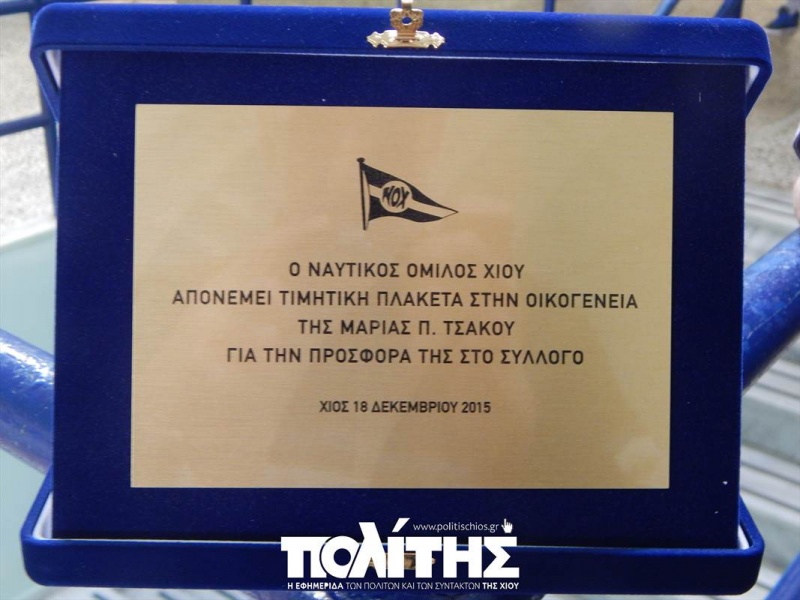 ΝΟΧ
Ο ΝΑΥΤΙΚΟΣ ΟΜΙΛΟΣ ΧΙΟΥ
ΑΠΟΝΕΜΕΙ ΤΙΜΗΤΙΚΗ ΠΛΑΚΕΤΑ ΣΤΗΝ ΟΙΚΟΓΕΝΕΙΑ
ΤΗΣ ΜΑΡΙΑΣ Π. ΤΣΑΚΟΥ
ΓΙΑ ΤΗΝ ΠΡΟΣΦΟΡΑ ΤΗΣ ΣΤΟ ΣΥΛΛΟΓΟ
ΧΙΟΣ 18 ΔΕΚΕΜΒΡΙΟΥ 2015
www.politischios.gr
ΠΟΛΙΤΗΣ
Η ΕΦΗΜΕΡΙΔΑ ΤΩΝ ΠΟΛΙΤΩΝ ΚΑΙ ΤΩΝ ΣΥΝΤΑΚΤΩΝ ΤΗΣ ΧΙΟΥ